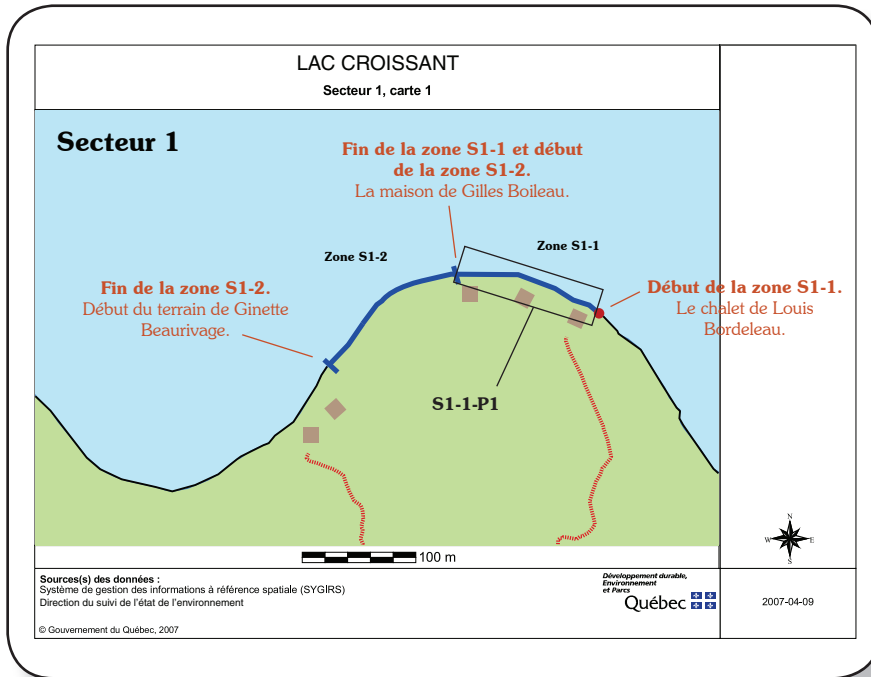 LAC CROISSANT
Secteur 1, carte 1
Secteur 1
Fin de la zone S1-1 et début
de la zone S1-2.
La maison de Gilles Boileau.
Zone S1-2
Zone S1-1
Fin de la zone S1-2.
Début du terrain de Ginette
Beaurivage.
Début de la zone S1-1.
Le chalet de Louis
Bordeleau.
S1-1-P1
100 m
N
W
E
S
Sources(s) des données :
Système de gestion des informations à référence spatiale (SYGIRS)
Direction du suivi de l'état de l'environnement
© Gouvernement du Québec, 2007
Développement durable,
Environnement
et Parcs
Québec
2007-04-09